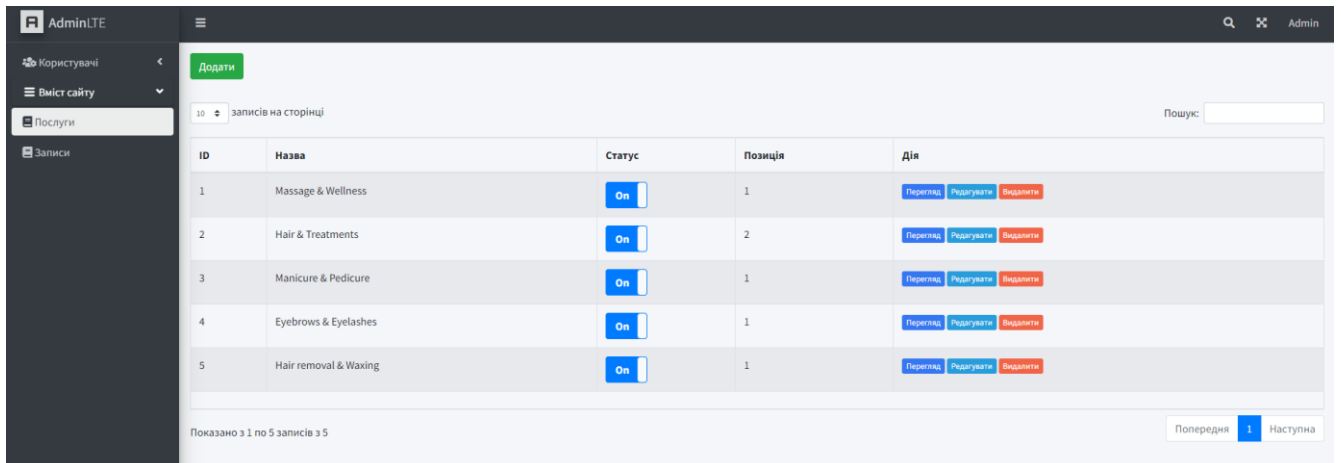 AdminLTE Admin
Користувачі
Вміст сайту
Послуги
Записи
Додати
10 записів на сторінці Пошук:
ID Назва Статус Позиція Дія
1 Massage & Wellness On 1 Перегляд Редагувати Видалити
2 Hair & Treatments On 2 Перегляд Редагувати Видалити
3 Manicure & Pedicure On 1 Перегляд Редагувати Видалити
4 Eyebrows & Eyelashes On 1 Перегляд Редагувати Видалити
5 Hair removal & Waxing On 1 Перегляд Редагувати Видалити
Показано з 1 по 5 записів з 5 Попередня 1 Наступна